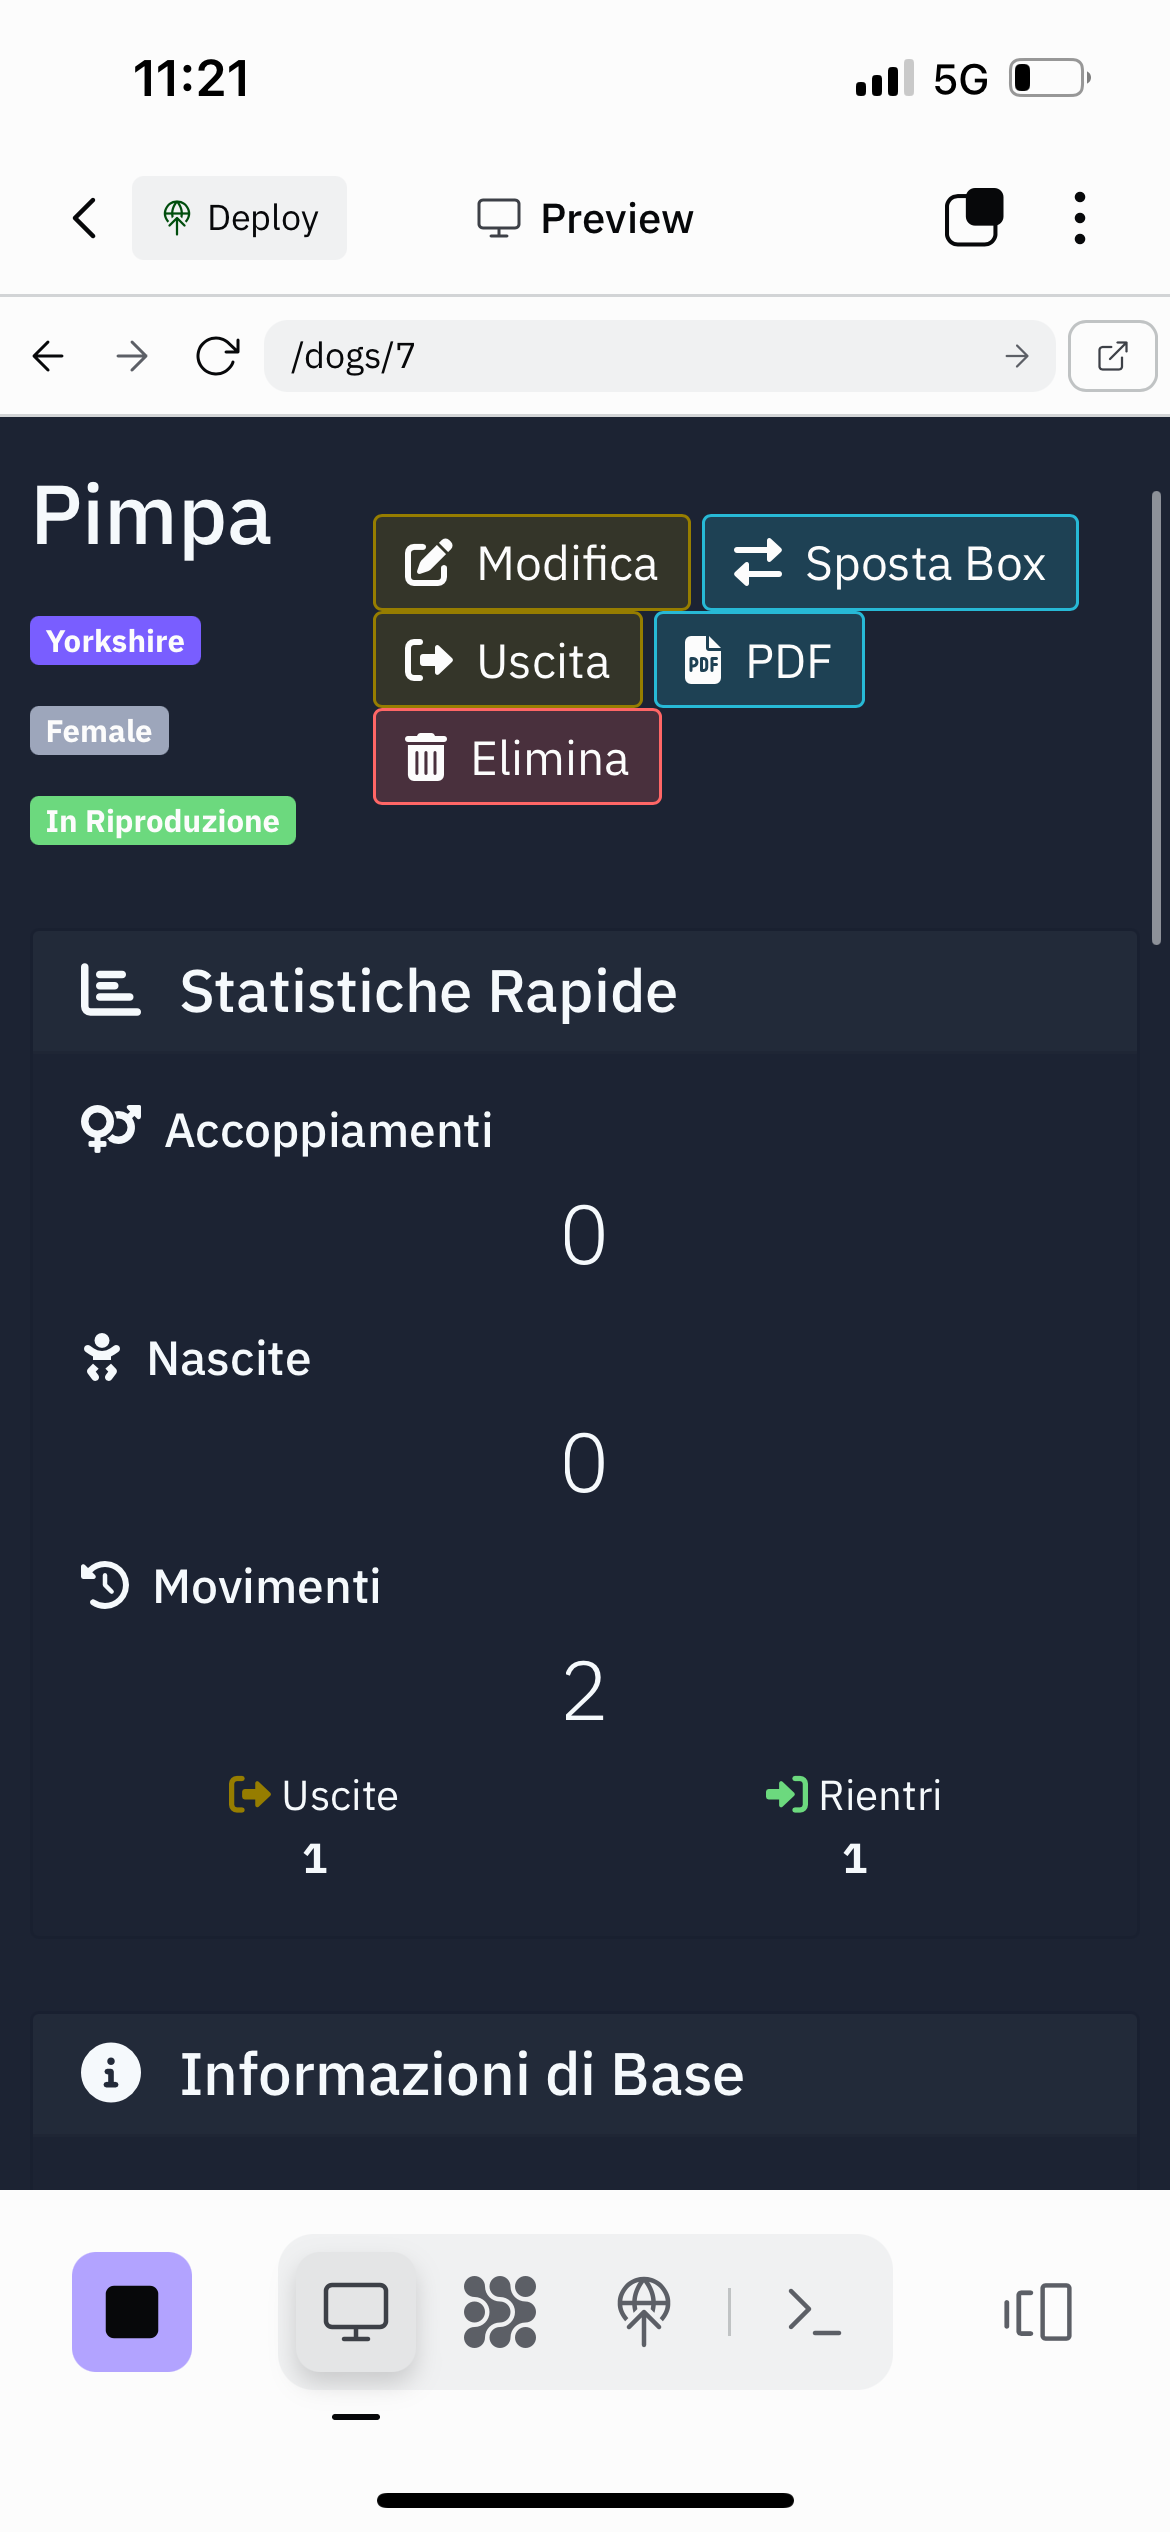 11:21
5G
Deploy
Preview
/dogs/7
Pimpa
Modifica
Sposta Box
Yorkshire
Uscita
PDF
Female
Elimina
In Riproduzione
Statistiche Rapide
Accoppiamenti
0
Nascite
0
Movimenti
2
Uscite
Rientri
1
1
Informazioni di Base